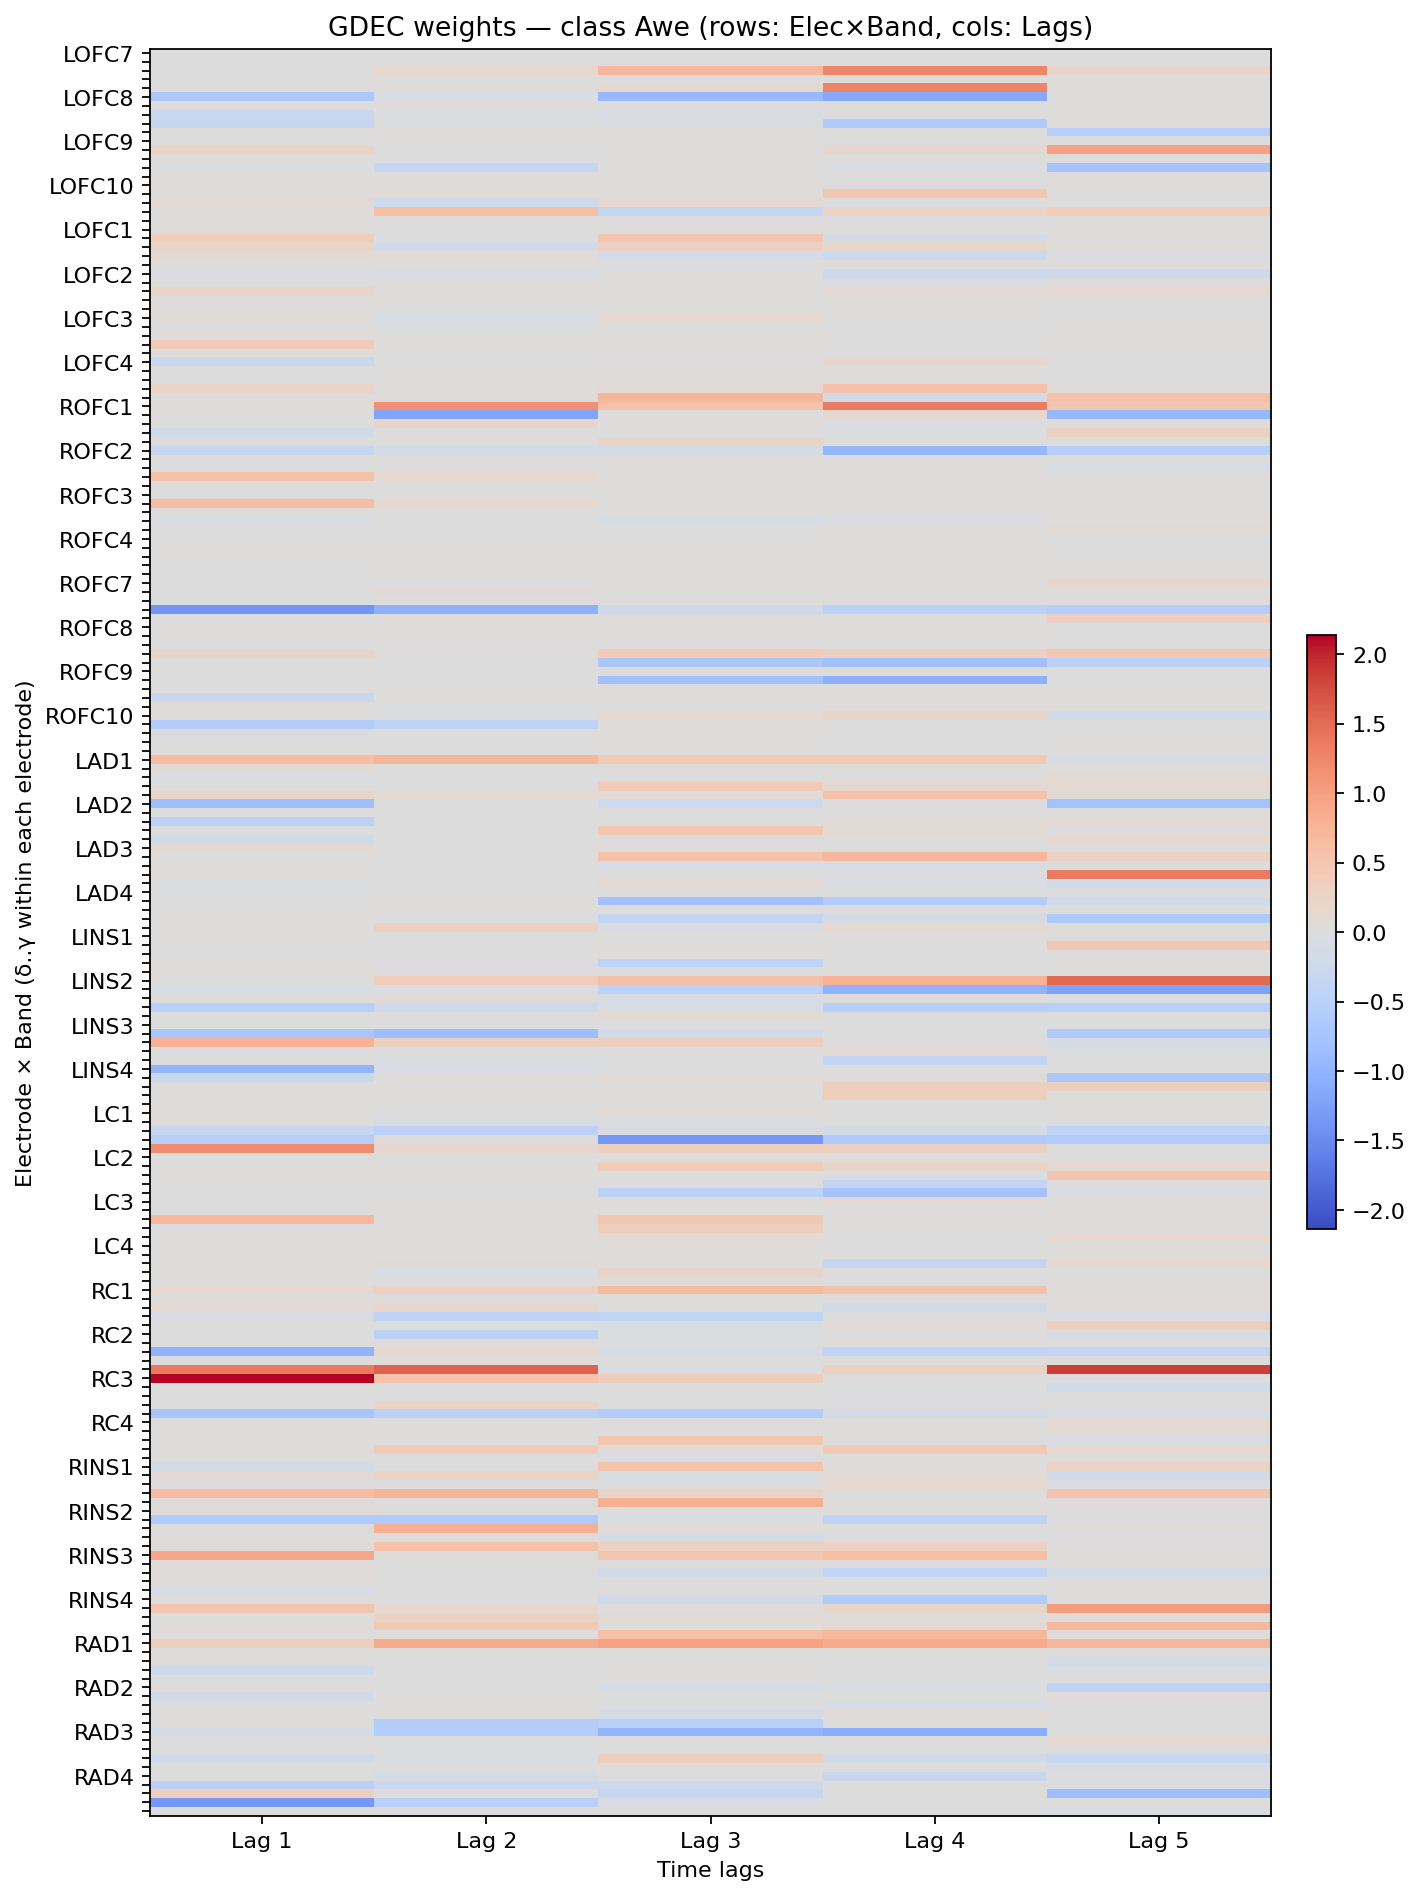 GDEC weights — class Awe (rows: Elec×Band, cols: Lags)
Electrode × Band (δ..γ within each electrode)
LOFC7
LOFC8
LOFC9
LOFC10
LOFC1
LOFC2
LOFC3
LOFC4
ROFC1
ROFC2
ROFC3
ROFC4
ROFC7
ROFC8
ROFC9
ROFC10
LAD1
LAD2
LAD3
LAD4
LINS1
LINS2
LINS3
LINS4
LC1
LC2
LC3
LC4
RC1
RC2
RC3
RC4
RINS1
RINS2
RINS3
RINS4
RAD1
RAD2
RAD3
RAD4
Lag 1
Lag 2
Lag 3
Lag 4
Lag 5
Time lags
2.0
1.5
1.0
0.5
0.0
−0.5
−1.0
−1.5
−2.0